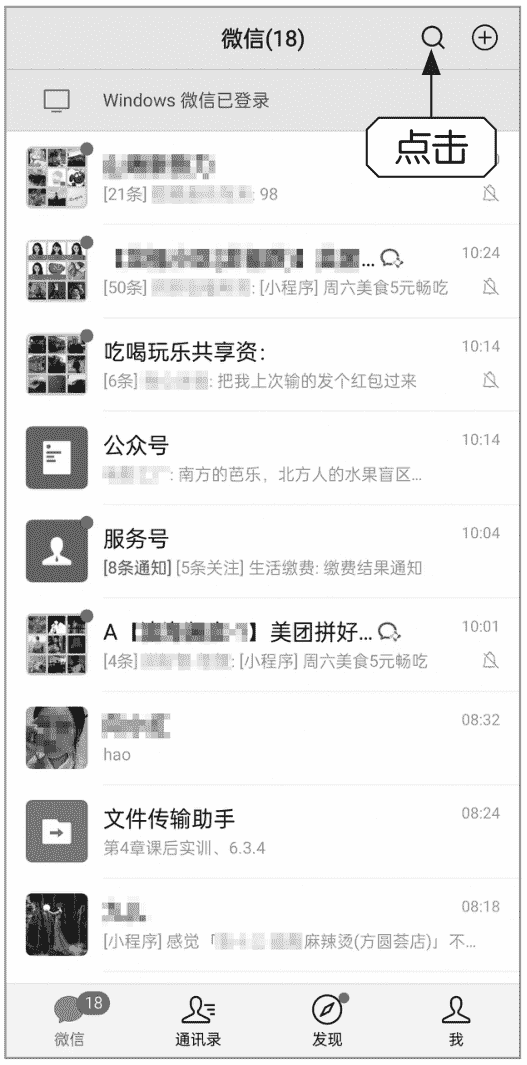 微信(18)
Windows 微信已登录
点击
[21条] : 98
... 10:24
[50条] : [小程序] 周六美食5元畅吃
吃喝玩乐共享资: 10:14
[6条] : 把我上次输的发个红包过来
公众号 10:14
: 南方的芭乐，北方人的水果盲区...
服务号 10:04
[8条通知] [5条关注] 生活缴费: 缴费结果通知
A【 】美团拼好... 10:01
[4条] : [小程序] 周六美食5元畅吃
08:32
hao
文件传输助手 08:24
第4章课后实训、6.3.4
08:18
[小程序] 感觉「 麻辣烫(方圆荟店)」不...
18
微信 通讯录 发现 我